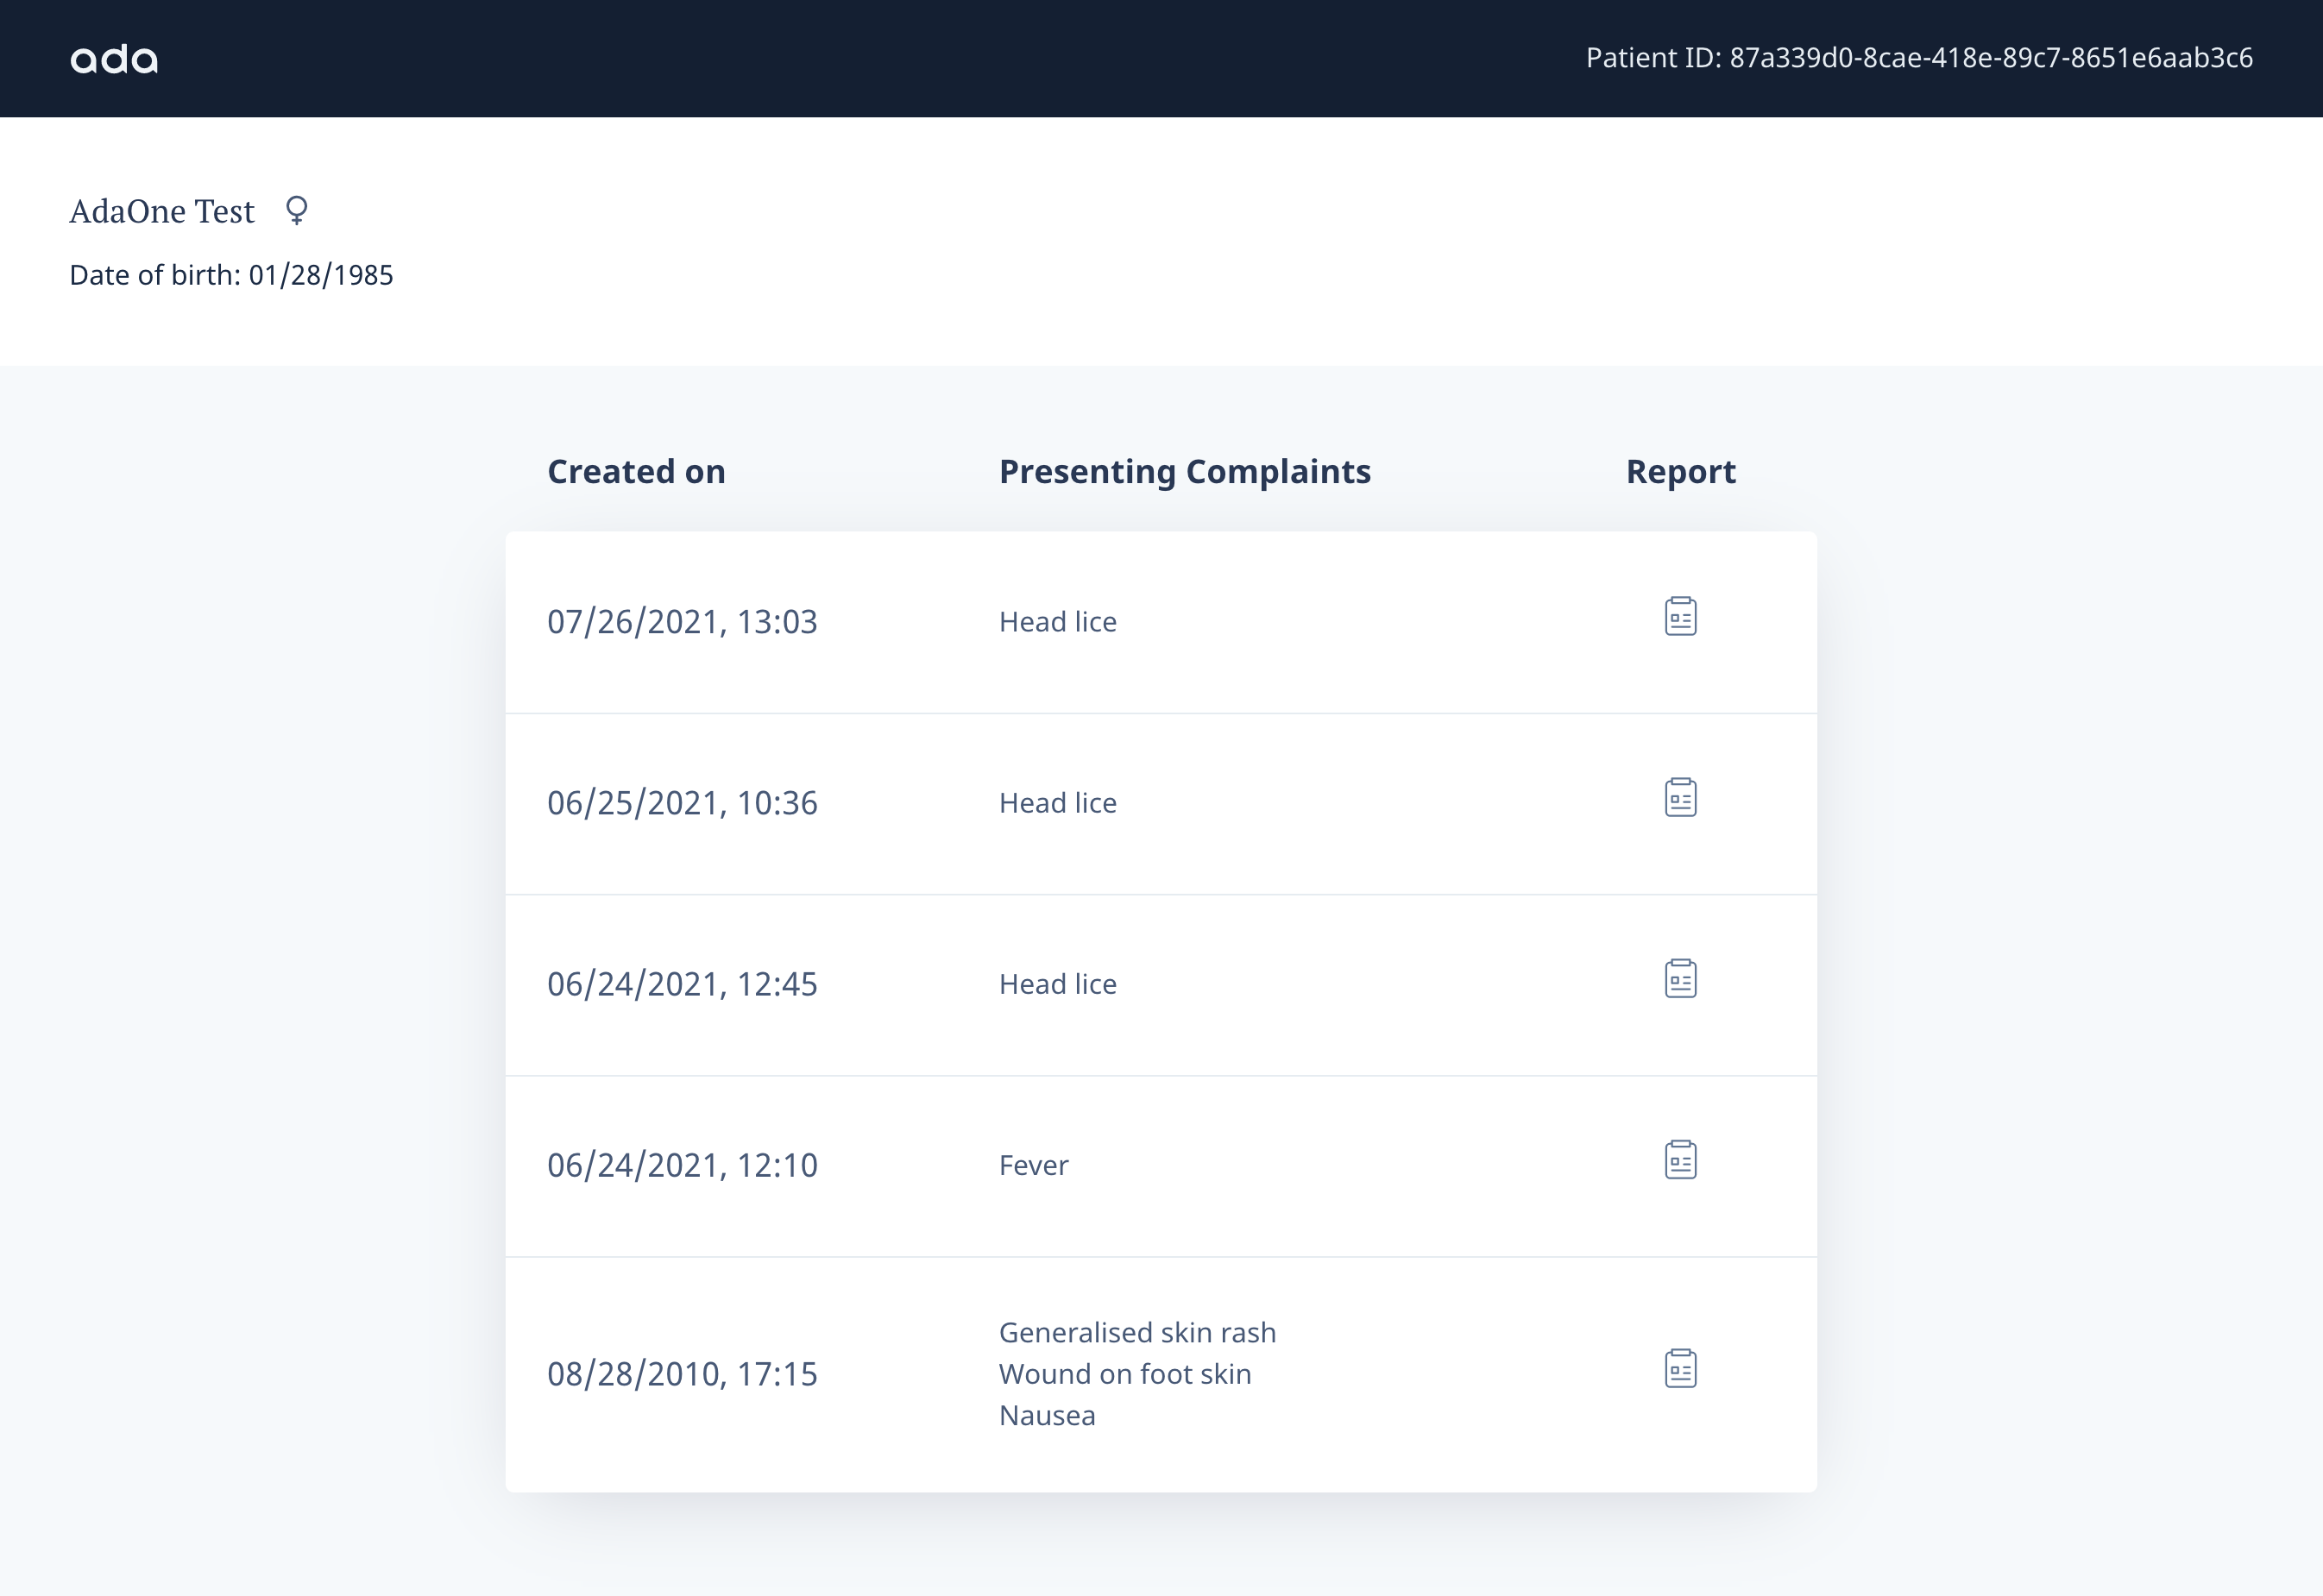 ada
Patient ID: 87a339d0-8cae-418e-89c7-8651e6aab3c6
AdaOne Test
Date of birth: 01/28/1985
Created on Presenting Complaints Report
07/26/2021, 13:03 Head lice
06/25/2021, 10:36 Head lice
06/24/2021, 12:45 Head lice
06/24/2021, 12:10 Fever
08/28/2010, 17:15 Generalised skin rash
Wound on foot skin
Nausea